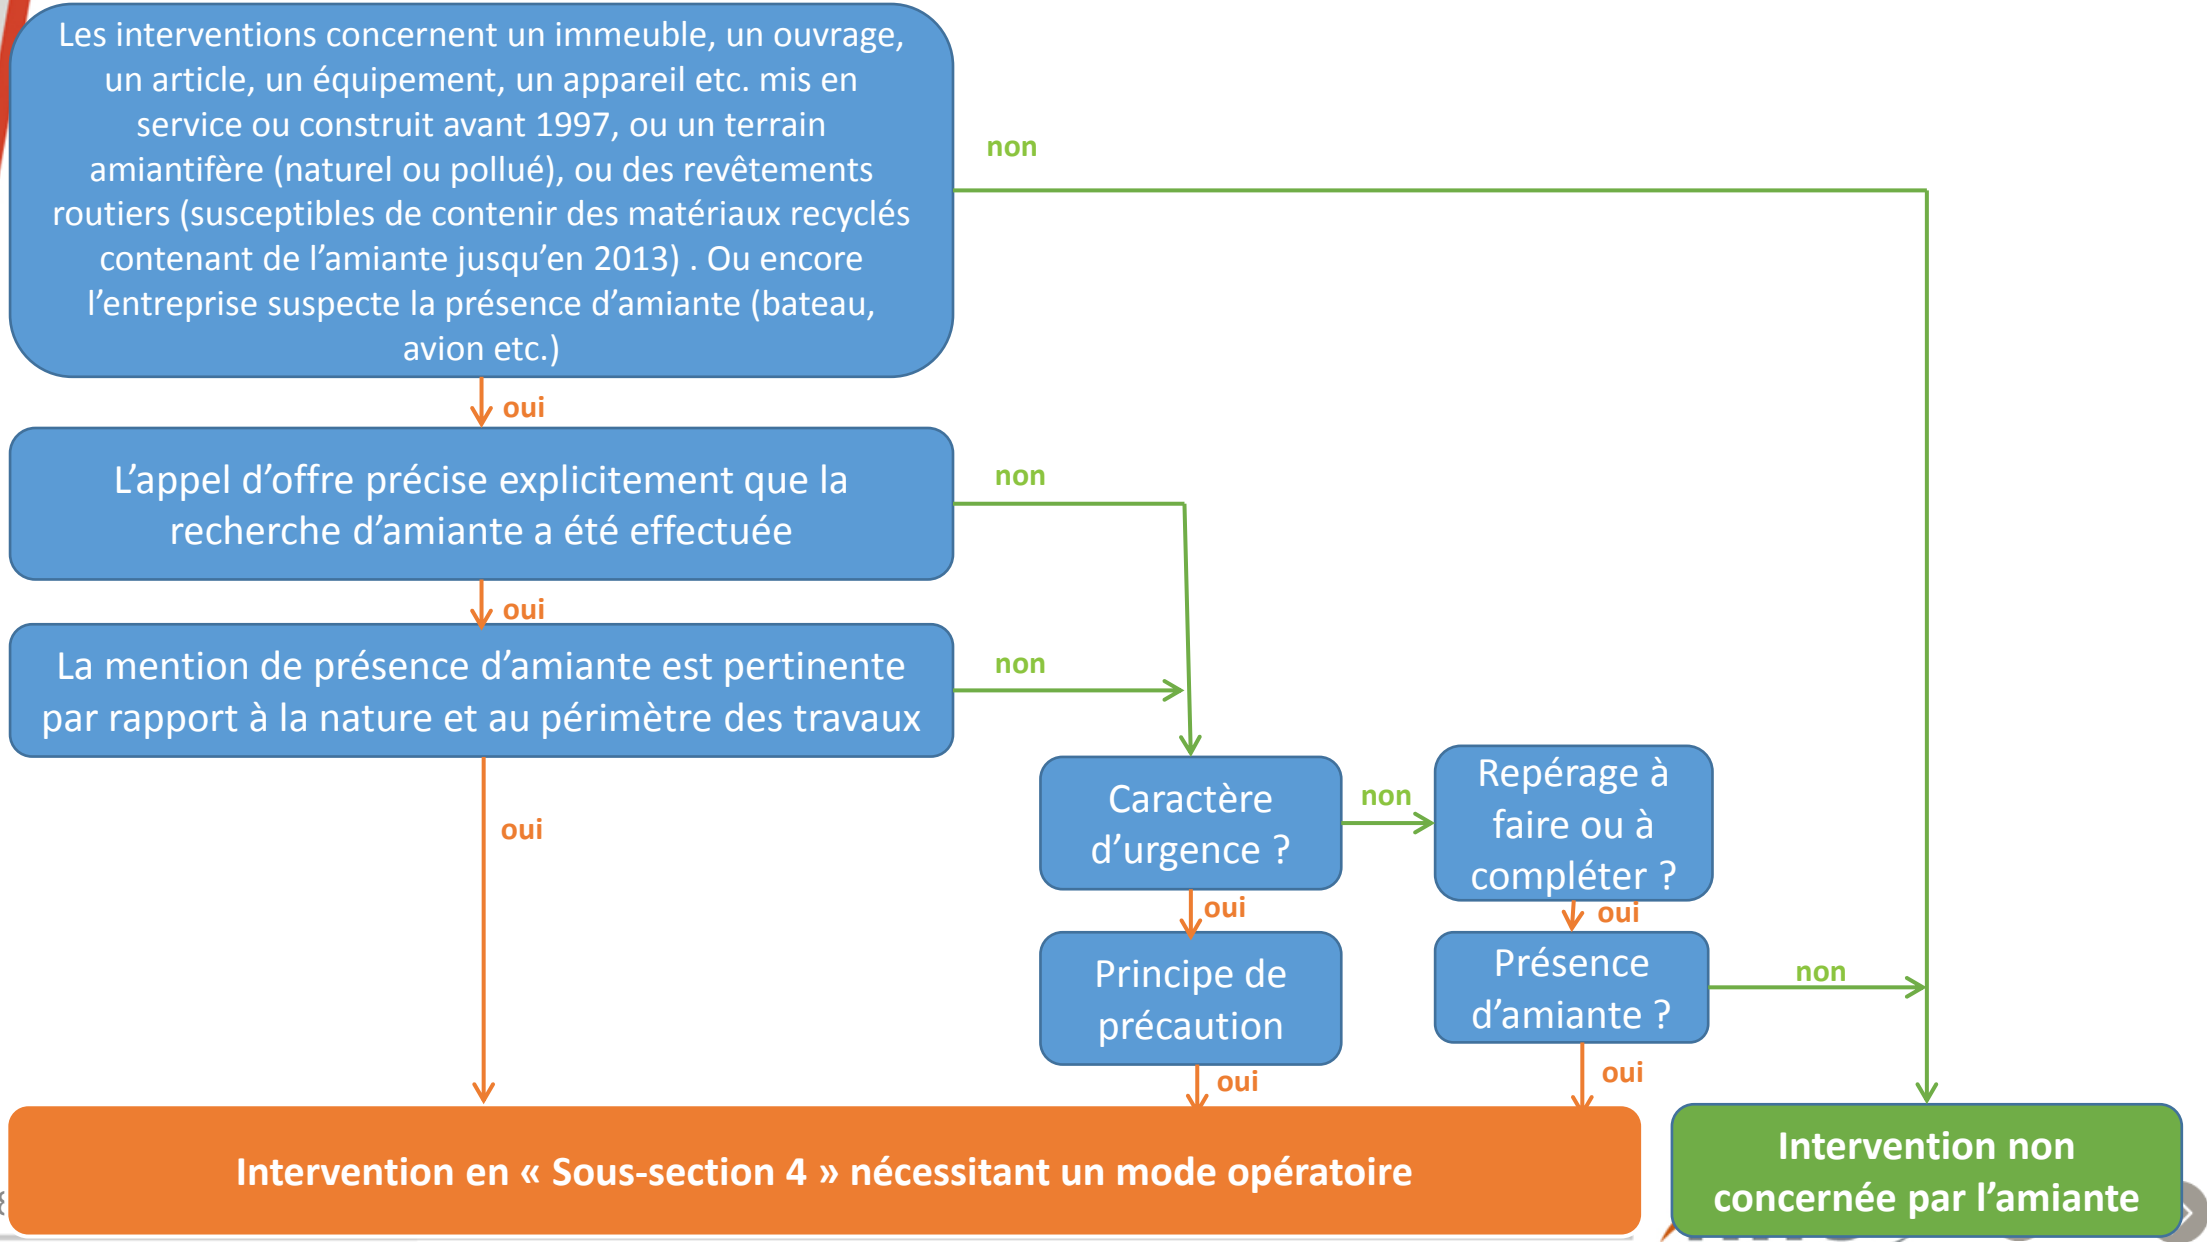 Les interventions concernent un immeuble, un ouvrage,
un article, un équipement, un appareil etc. mis en
service ou construit avant 1997, ou un terrain
amiantifère (naturel ou pollué), ou des revêtements
routiers (susceptibles de contenir des matériaux recyclés
contenant de l’amiante jusqu’en 2013) . Ou encore
l’entreprise suspecte la présence d’amiante (bateau,
avion etc.)
non
oui
L’appel d’offre précise explicitement que la
recherche d’amiante a été effectuée
non
oui
La mention de présence d’amiante est pertinente
par rapport à la nature et au périmètre des travaux
non
oui
Caractère
d’urgence ?
non
Repérage à
faire ou à
compléter ?
oui
oui
Principe de
précaution
Présence
d’amiante ?
non
oui
oui
Intervention en « Sous-section 4 » nécessitant un mode opératoire
Intervention non
concernée par l’amiante